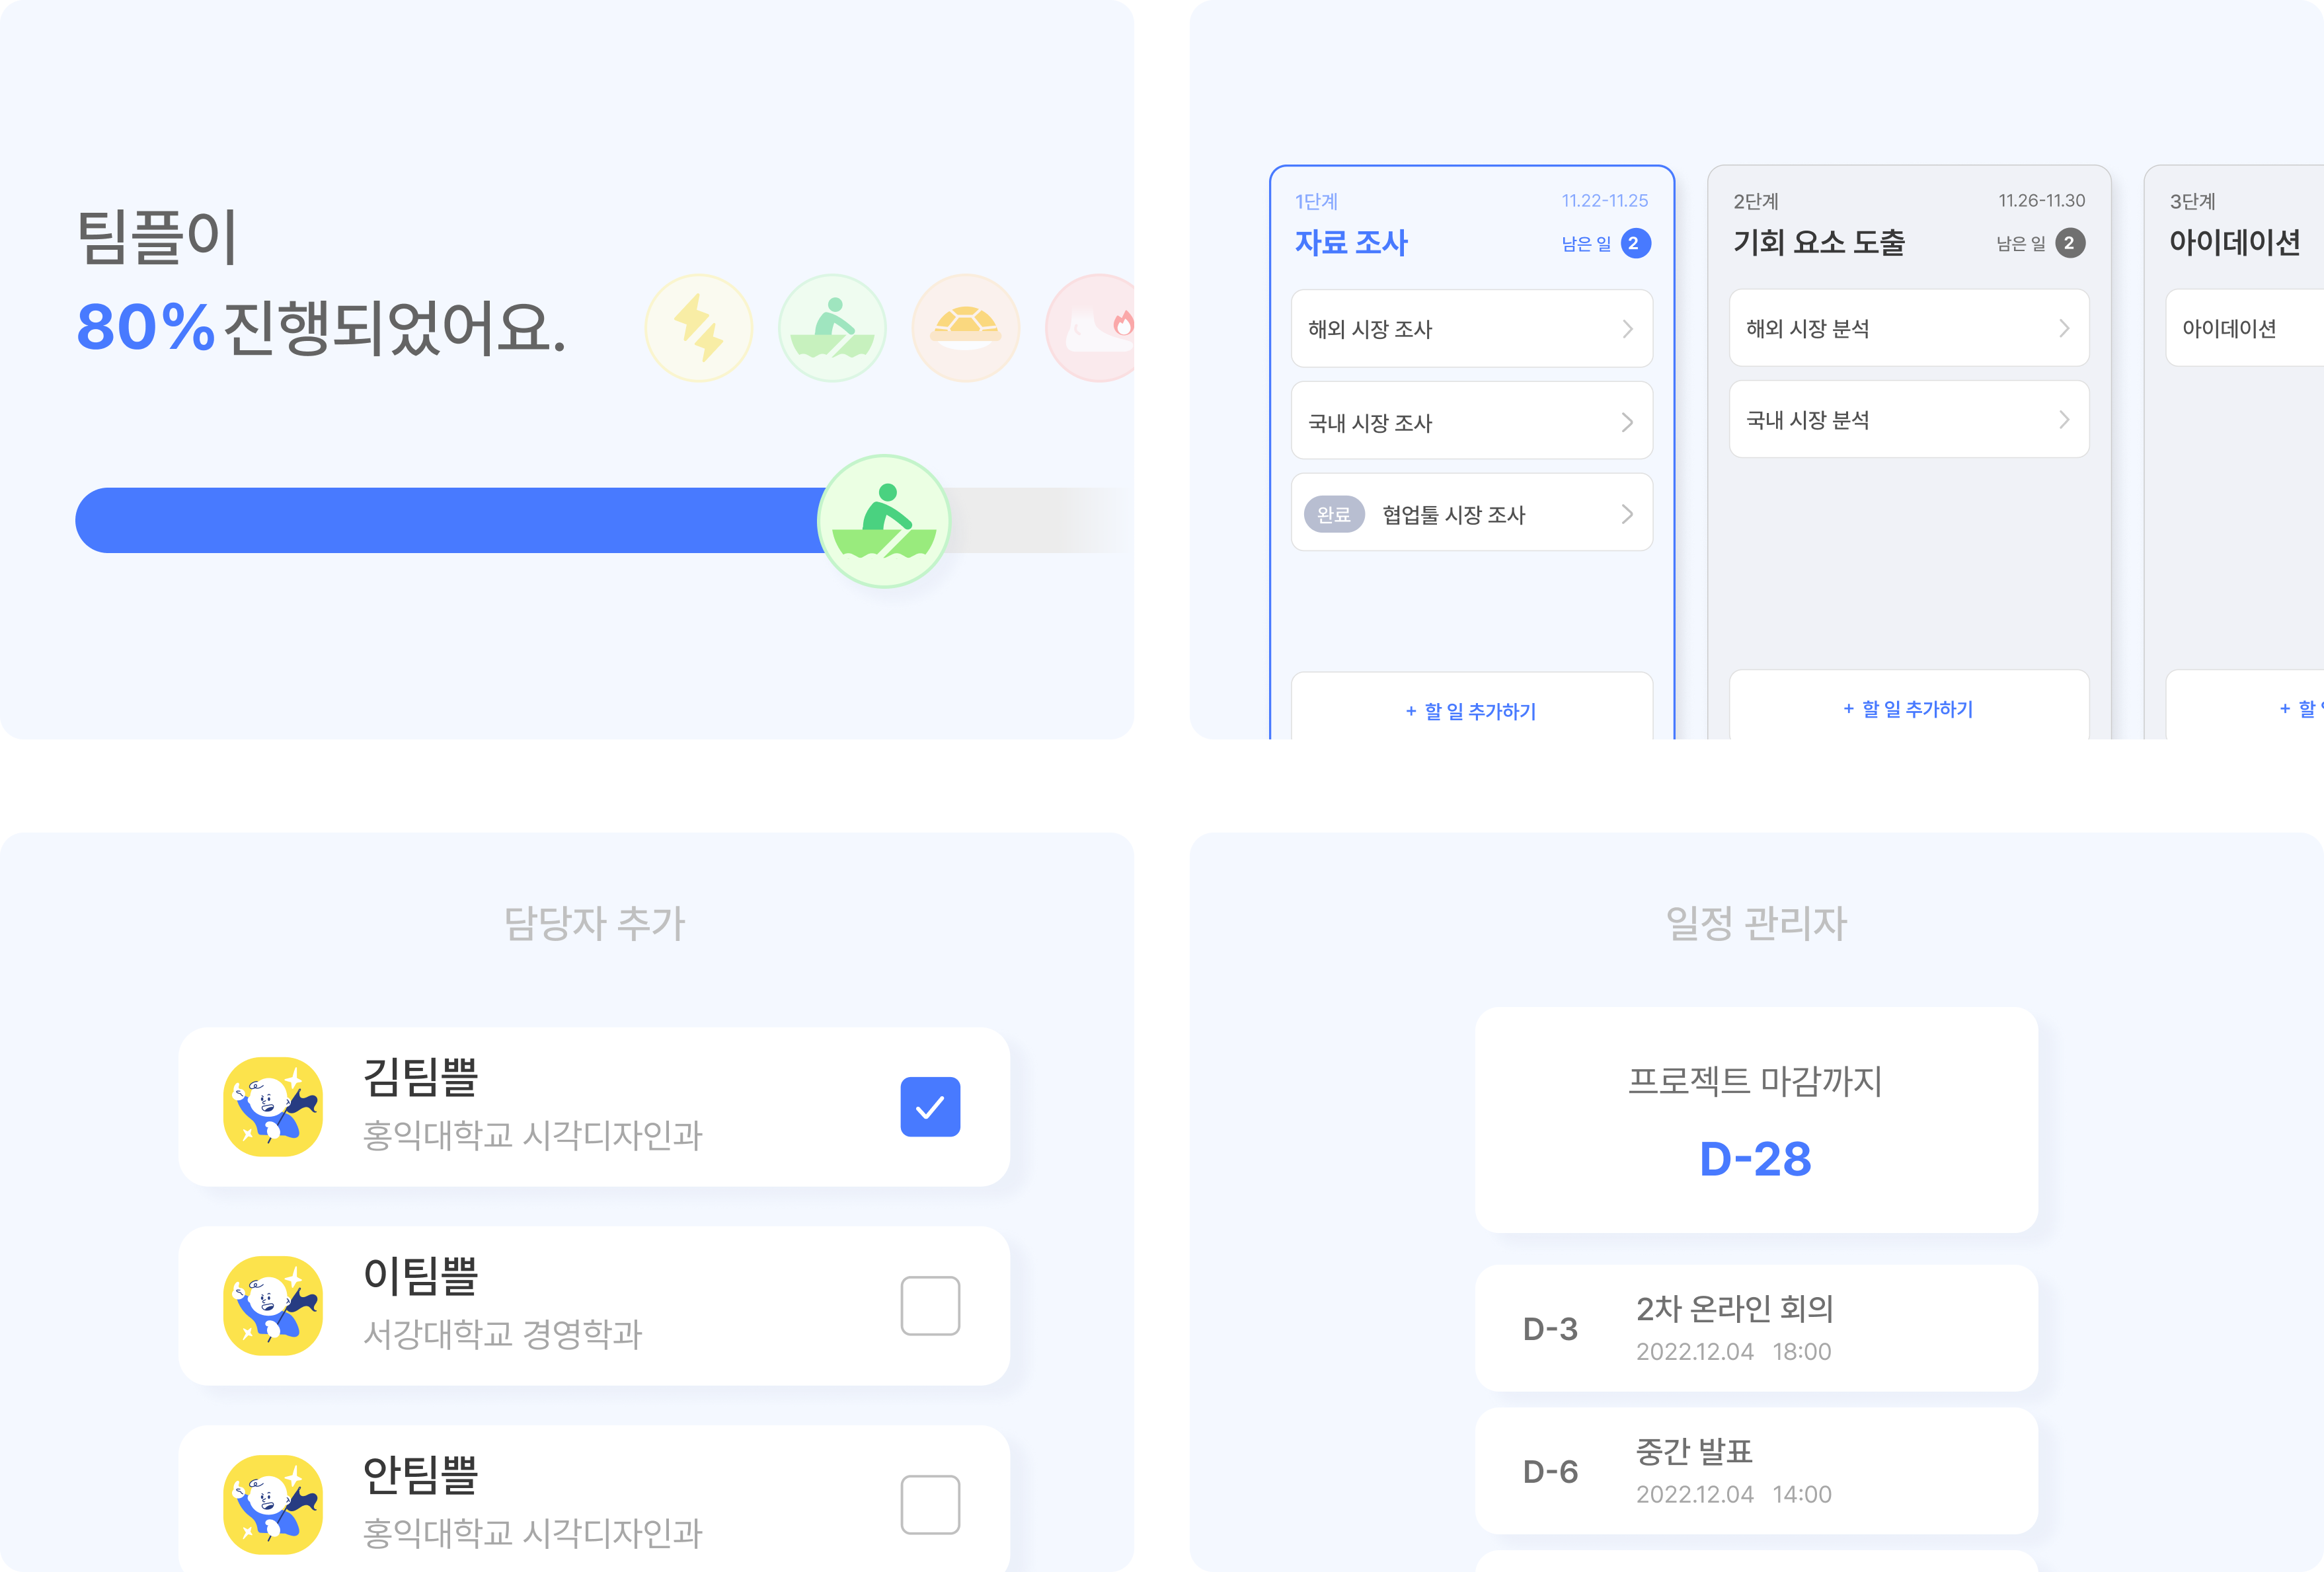 팀플이
80% 진행되었어요.
1단계
11.22-11.25
자료 조사
남은 일 2
해외 시장 조사
국내 시장 조사
완료 협업툴 시장 조사
+ 할 일 추가하기
2단계
11.26-11.30
기회 요소 도출
남은 일 2
해외 시장 분석
국내 시장 분석
+ 할 일 추가하기
3단계
아이데이션
아이데이션
+ 할
담당자 추가
김팀쁠
홍익대학교 시각디자인과
이팀쁠
서강대학교 경영학과
안팀쁠
홍익대학교 시각디자인과
일정 관리자
프로젝트 마감까지
D-28
D-3
2차 온라인 회의
2022.12.04 18:00
D-6
중간 발표
2022.12.04 14:00